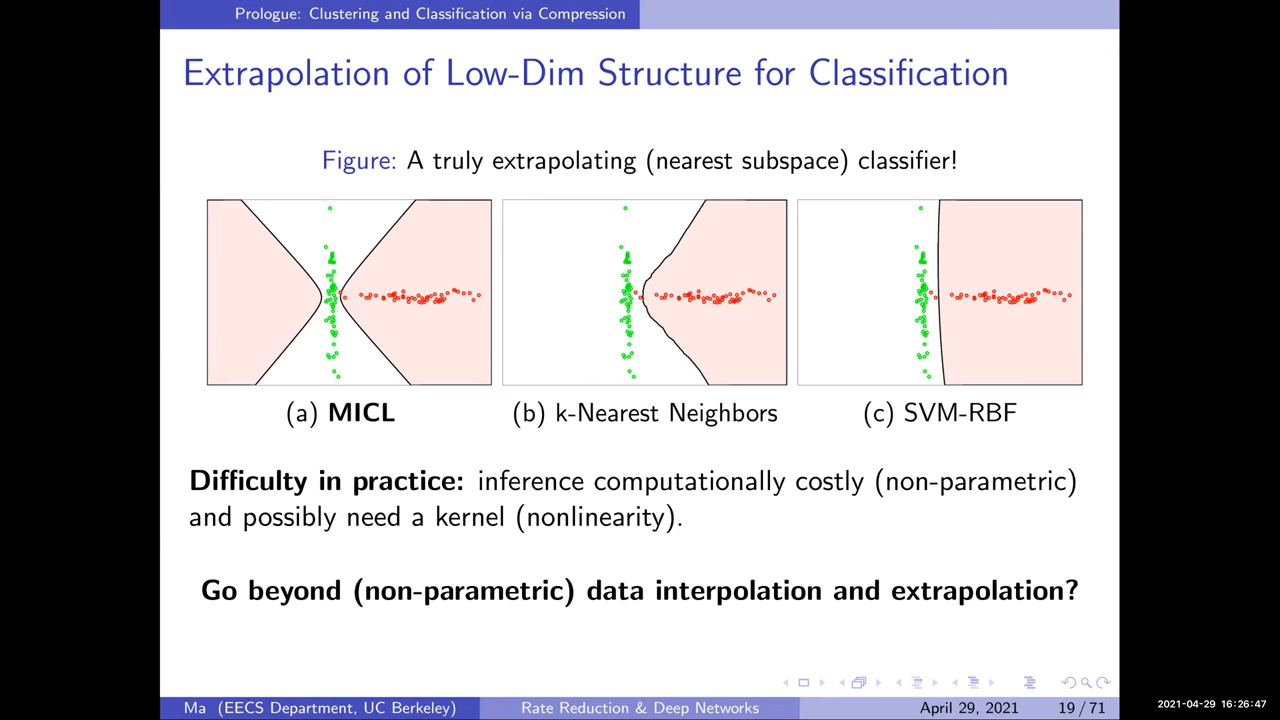 Prologue: Clustering and Classification via Compression
Extrapolation of Low-Dim Structure for Classification
Figure: A truly extrapolating (nearest subspace) classifier!
(a) MICL
(b) k-Nearest Neighbors
(c) SVM-RBF
Difficulty in practice: inference computationally costly (non-parametric)
and possibly need a kernel (nonlinearity).
Go beyond (non-parametric) data interpolation and extrapolation?
Ma (EECS Department, UC Berkeley)
Rate Reduction & Deep Networks
April 29, 2021
19 / 71
2021-04-29 16:26:47